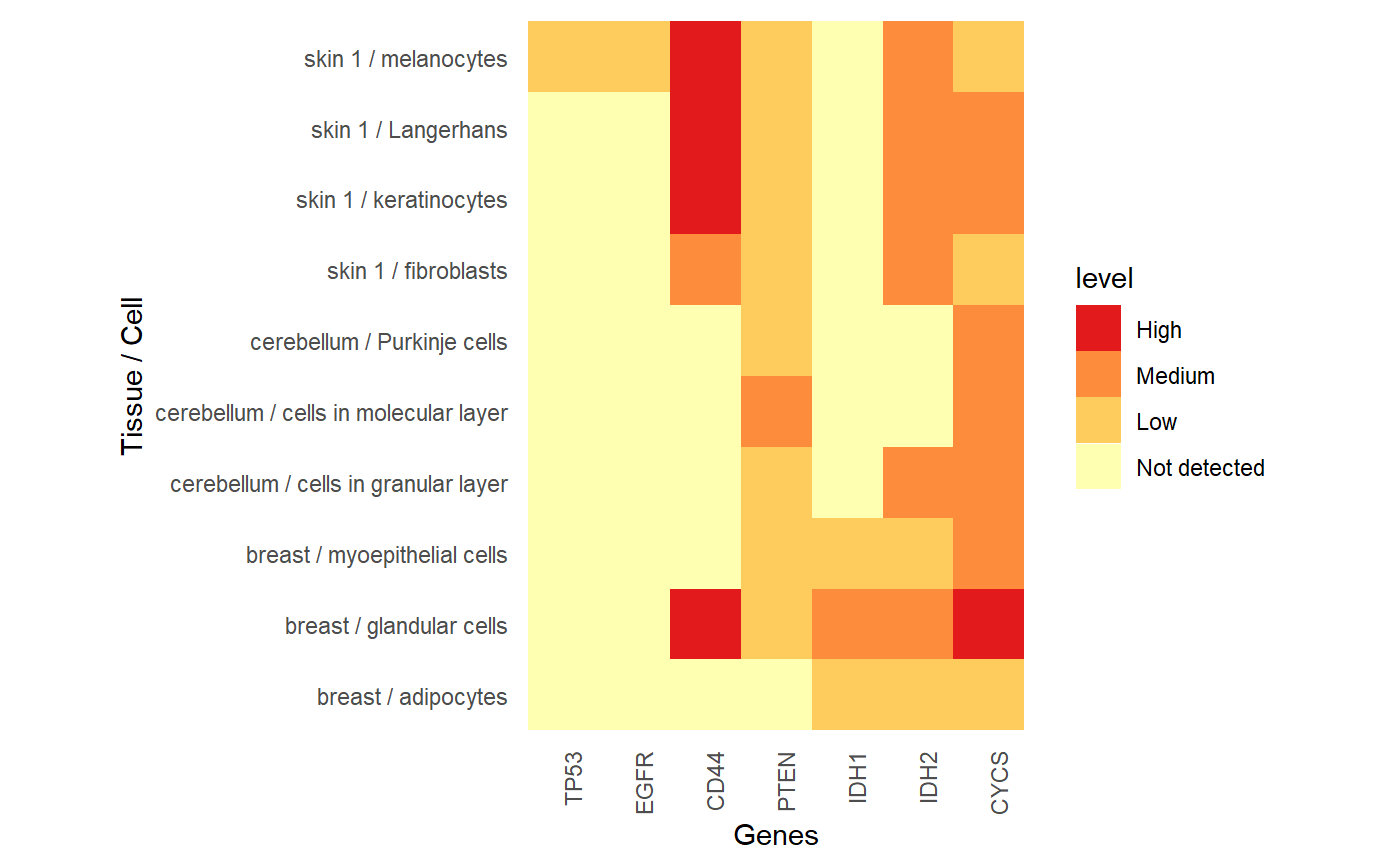 skin 1 / melanocytes
skin 1 / Langerhans
skin 1 / keratinocytes
skin 1 / fibroblasts
cerebellum / Purkinje cells
cerebellum / cells in molecular layer
cerebellum / cells in granular layer
breast / myoepithelial cells
breast / glandular cells
breast / adipocytes
Tissue / Cell
TP53
EGFR
CD44
PTEN
IDH1
IDH2
CYCS
Genes
level
High
Medium
Low
Not detected